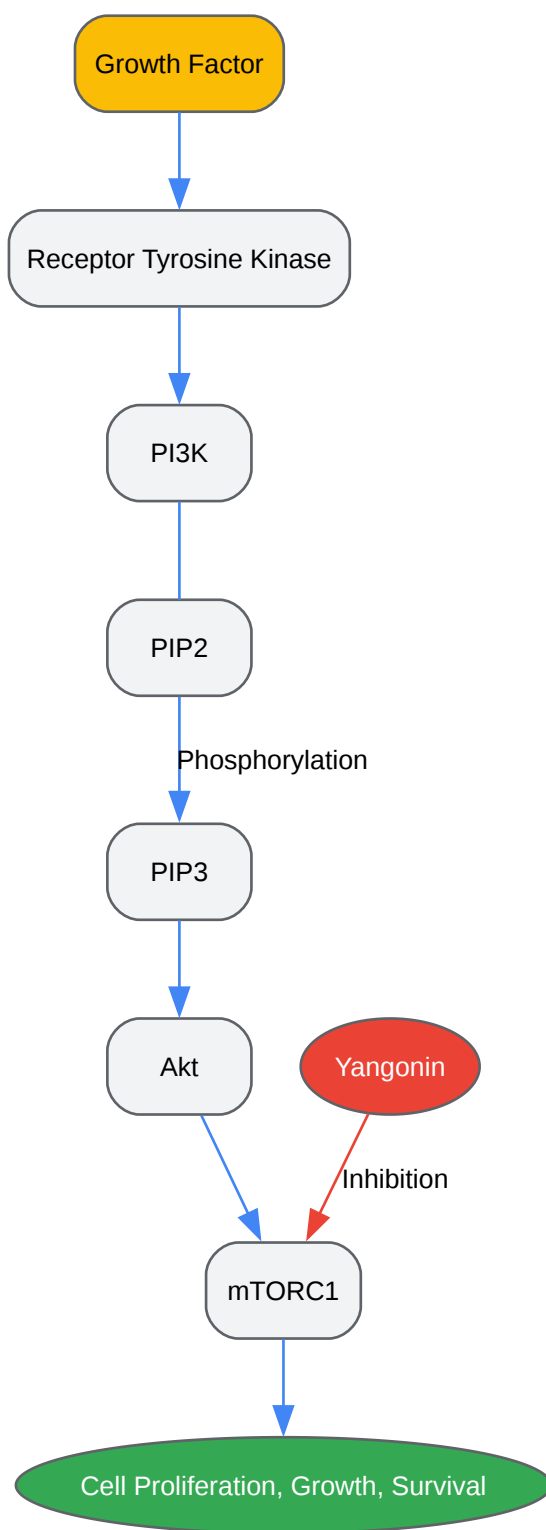 Growth Factor
Receptor Tyrosine Kinase
PI3K
PIP2
Phosphorylation
PIP3
Akt
Yangonin
Inhibition
mTORC1
Cell Proliferation, Growth, Survival